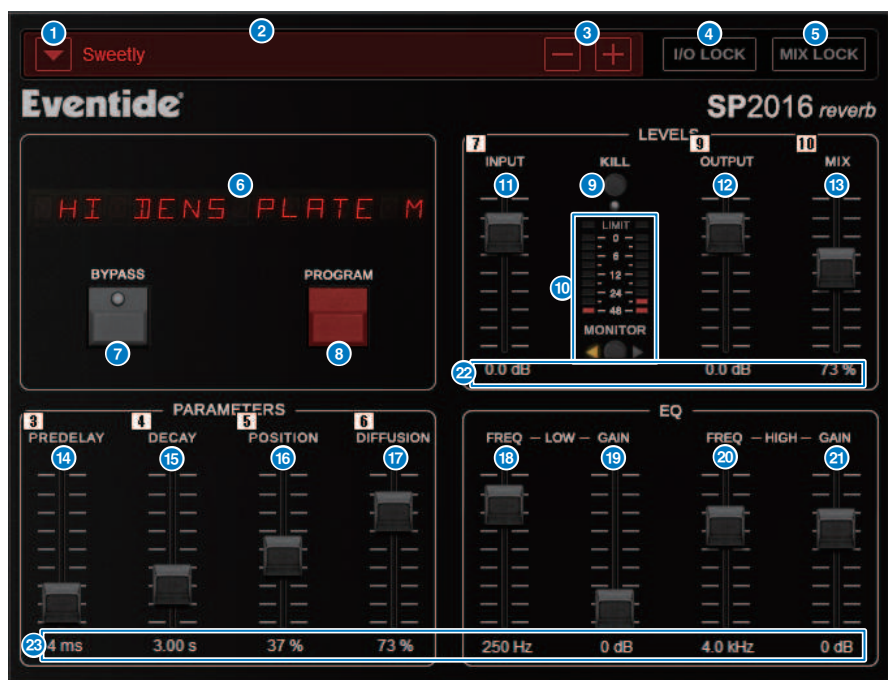 1 2 3 4 5
Sweetly − + I/O LOCK MIX LOCK
Eventide® SP2016 reverb
6
HI DENS PLATE M
BYPASS PROGRAM
7 8
LEVELS
7 9 10
INPUT KILL OUTPUT MIX
11 9 12 13
LIMIT
0
6
12
10
24
48
MONITOR
22
0.0 dB 0.0 dB 73 %
PARAMETERS
3 4 5 6
PREDELAY DECAY POSITION DIFFUSION
14 15 16 17
EQ
FREQ – LOW – GAIN FREQ – HIGH – GAIN
18 19 20 21
23
4 ms 3.00 s 37 % 73 % 250 Hz 0 dB 4.0 kHz 0 dB